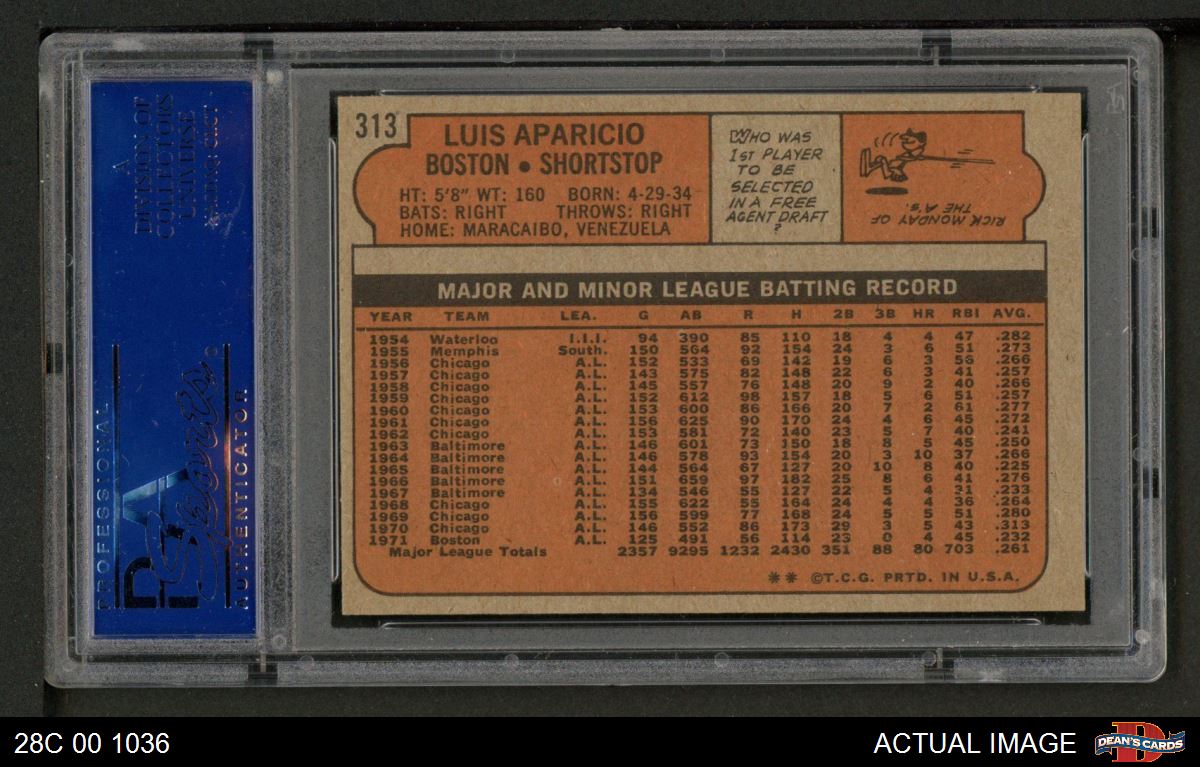 A
DIVISION OF
COLLECTORS
UNIVERSE
PROFESSIONAL
PSA
Sports
AUTHENTICATOR
313
LUIS APARICIO
BOSTON • SHORTSTOP
HT: 5'8" WT: 160 BORN: 4-29-34
BATS: RIGHT THROWS: RIGHT
HOME: MARACAIBO, VENEZUELA
WHO WAS
1ST PLAYER
TO BE
SELECTED
IN A FREE
AGENT DRAFT
?
RICK MONDAY OF
THE A'S.
MAJOR AND MINOR LEAGUE BATTING RECORD
YEAR TEAM LEA. G AB R H 2B 3B HR RBI AVG.
1954 Waterloo I.I.I. 94 390 85 110 18 4 4 47 .282
1955 Memphis South. 150 564 92 154 24 3 6 51 .273
1956 Chicago A.L. 152 533 69 142 19 6 3 56 .266
1957 Chicago A.L. 143 575 82 148 22 6 3 41 .257
1958 Chicago A.L. 145 557 76 148 20 9 2 40 .266
1959 Chicago A.L. 152 612 98 157 18 5 6 51 .257
1960 Chicago A.L. 153 600 86 166 20 7 2 61 .277
1961 Chicago A.L. 156 625 90 170 24 4 6 45 .272
1962 Chicago A.L. 153 581 72 140 23 5 7 40 .241
1963 Baltimore A.L. 146 601 73 150 18 8 5 45 .250
1964 Baltimore A.L. 146 578 93 154 20 3 10 37 .266
1965 Baltimore A.L. 144 564 67 127 20 10 8 40 .225
1966 Baltimore A.L. 151 659 97 182 25 8 6 41 .276
1967 Baltimore A.L. 134 546 55 127 22 5 4 31 .233
1968 Chicago A.L. 155 622 55 164 24 4 4 36 .264
1969 Chicago A.L. 156 599 77 168 24 5 5 51 .280
1970 Chicago A.L. 146 552 86 173 29 3 5 43 .313
1971 Boston A.L. 125 491 56 114 23 0 4 45 .232
Major League Totals 2357 9295 1232 2430 351 88 80 703 .261
** ©T.C.G. PRTD. IN U.S.A.
28C 00 1036
ACTUAL IMAGE
D
DEAN'S CARDS